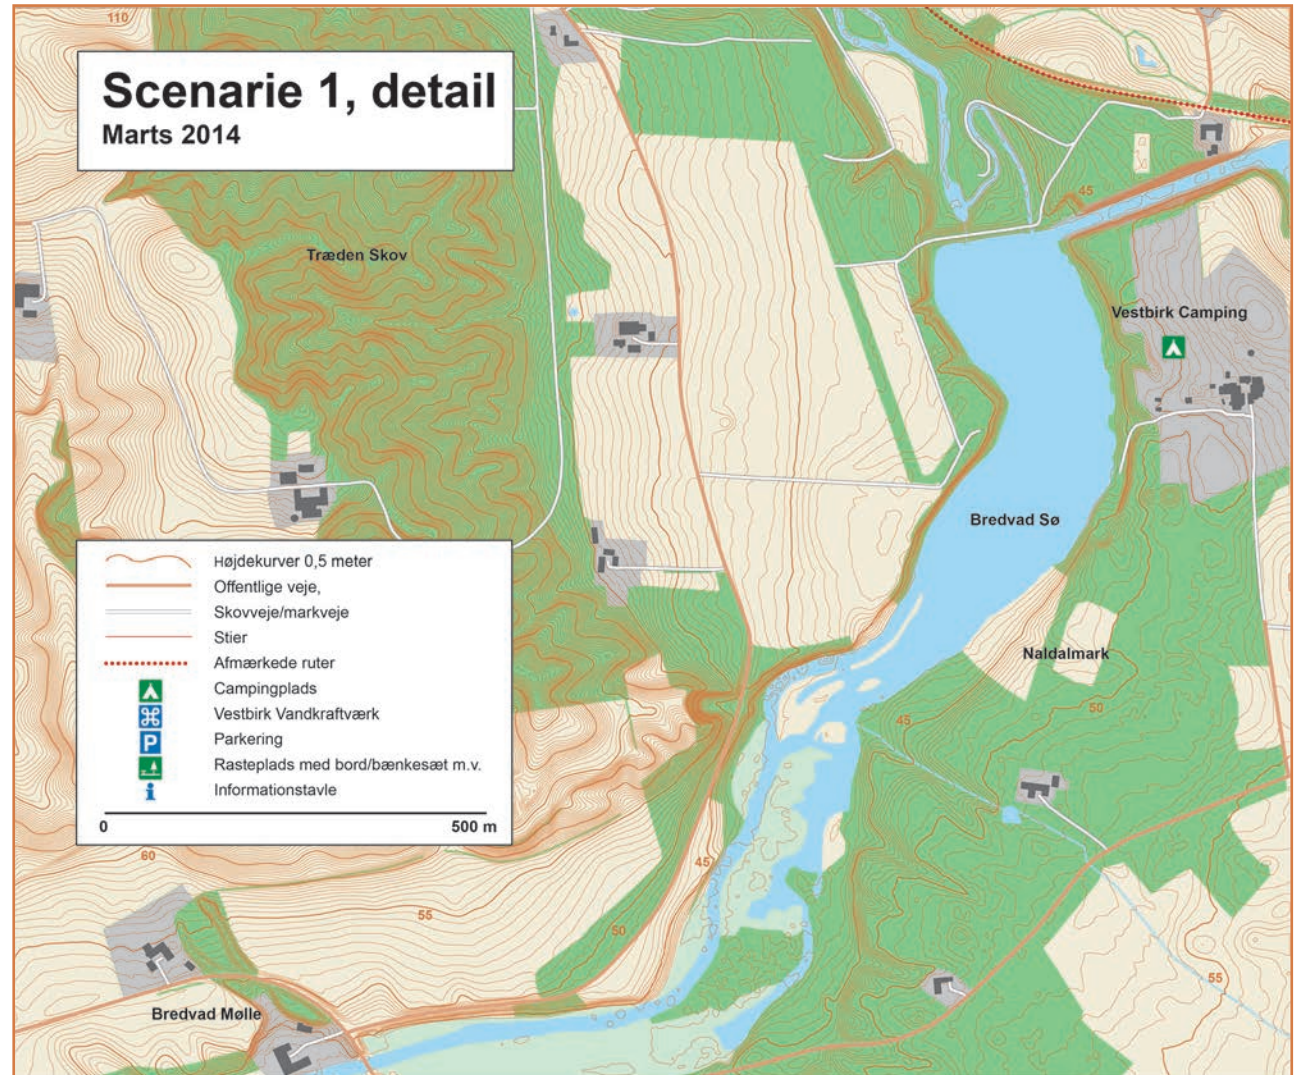 110
Scenarie 1, detail
Marts 2014
45
Træden Skov
Vestbirk Camping
Bredvad Sø
Højdekurver 0,5 meter
Offentlige veje,
Skovveje/markveje
Stier
Afmærkede ruter
Campingplads
Vestbirk Vandkraftværk
P Parkering
Rasteplads med bord/bænkesæt m.v.
i Informationstavle
0 500 m
Naldalmark
50
45
60
45
55
50
55
Bredvad Mølle